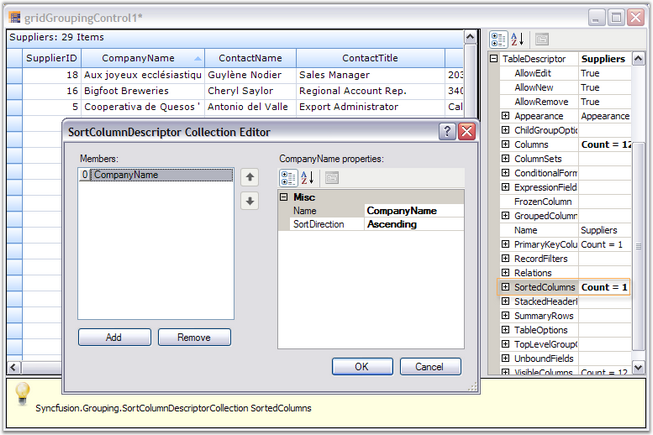 gridGroupingControl1*
Suppliers: 29 Items
SupplierID CompanyName ContactName ContactTitle
18 Aux joyeux ecclésiastiqu Guylène Nodier Sales Manager 203
16 Bigfoot Breweries Cheryl Saylor Regional Account Rep. 340
5 Cooperativa de Quesos ' Antonio del Valle Export Administrator Cal
SortColumnDescriptor Collection Editor
Members:
0 CompanyName
Add Remove
CompanyName properties:
Misc
Name CompanyName
SortDirection Ascending
OK Cancel
TableDescriptor Suppliers
AllowEdit True
AllowNew True
AllowRemove True
Appearance Appearance
ChildGroupOptio
Columns Count = 12
ColumnSets
ConditionalForm
ExpressionField
FrozenColumn
GroupedColumn
Name Suppliers
PrimaryKeyColu Count = 1
RecordFilters
Relations
SortedColumns Count = 1
StackedHeaderF
SummaryRows
TableOptions
TopLevelGroupO
UnboundFields
VisibleColumns Count = 12
Syncfusion.Grouping.SortColumnDescriptorCollection SortedColumns